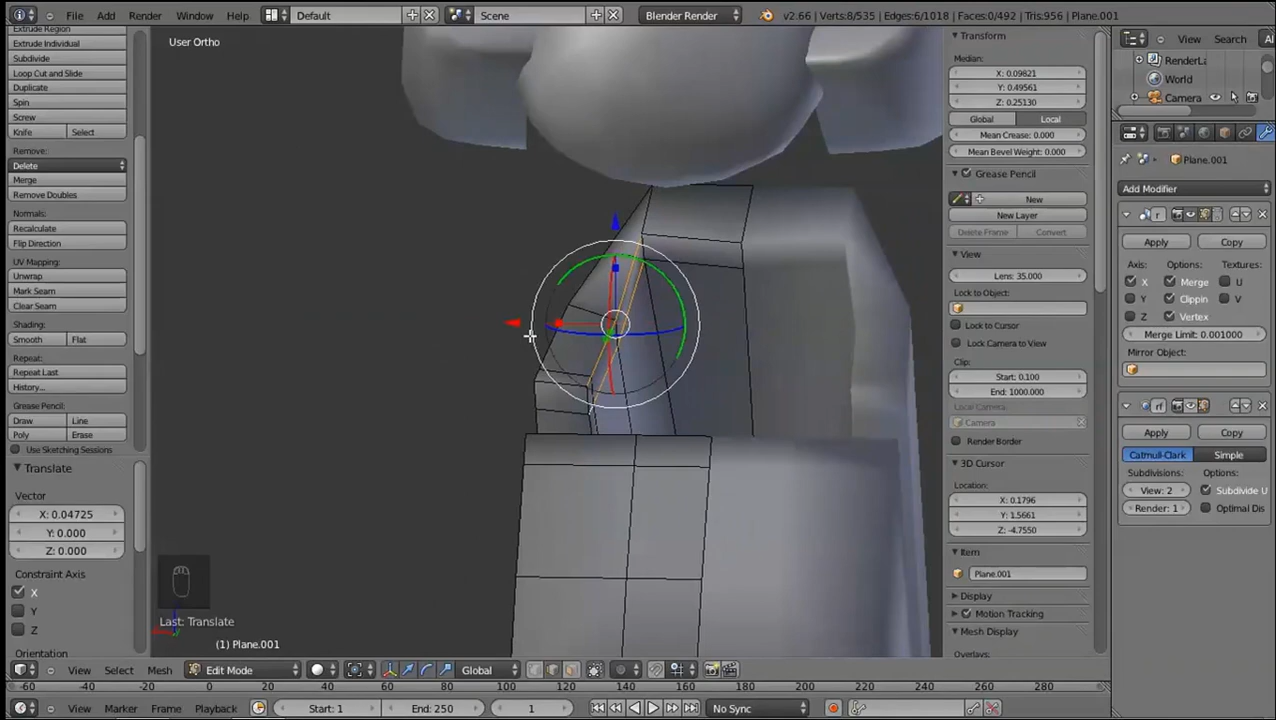 File Add Render Window Help Default Scene Blender Render v2.66 | Verts:8/535 | Edges:6/1018 | Faces:0/492 | Tris:956 | Plane.001
User Ortho
Extrude Region
Extrude Individual
Subdivide
Loop Cut and Slide
Duplicate
Spin
Screw
Knife Select
Remove:
Delete
Merge
Remove Doubles
Normals:
Recalculate
Flip Direction
UV Mapping:
Unwrap
Mark Seam
Clear Seam
Shading:
Smooth Flat
Repeat:
Repeat Last
History...
Grease Pencil:
Draw Line
Poly Erase
Use Sketching Sessions
Translate
Vector
X: 0.04725
Y: 0.000
Z: 0.000
Constraint Axis
X
Y
Z
Orientation
Last: Translate
(1) Plane.001
Transform
Median:
X: 0.09821
Y: 0.49561
Z: 0.25130
Global Local
Mean Crease: 0.000
Mean Bevel Weight: 0.000
Grease Pencil
New
New Layer
Delete Frame Convert
View
Lens: 35.000
Lock to Object:
Lock to Cursor
Lock Camera to View
Clip:
Start: 0.100
End: 1000.000
Local Camera:
Camera
Render Border
3D Cursor
Location:
X: 0.1796
Y: 1.5661
Z: -4.7550
Item
Plane.001
Display
Motion Tracking
Mesh Display
Overlays:
View Search Al
RenderLa
World
Camera
Plane.001
Add Modifier
Apply Copy
Axis: Options: Textures:
X Merge U
Y Clippin V
Z Vertex
Merge Limit: 0.001000
Mirror Object:
Apply Copy
Catmull-Clark Simple
Subdivisions: Options:
View: 2 Subdivide U
Render: 1 Optimal Dis
View Select Mesh Edit Mode Global
-60 -40 -20 0 20 40 60 80 100 120 140 160 180 200 220 240 260 280
View Marker Frame Playback Start: 1 End: 250 1 No Sync